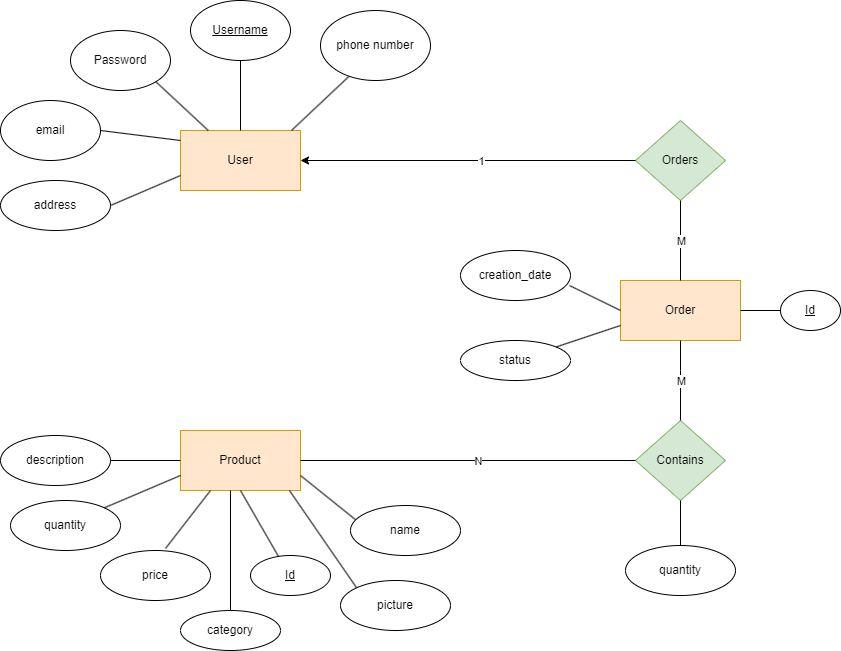 Username
phone number
Password
email
User
1
Orders
address
M
creation_date
Order
Id
status
M
description
Product
N
Contains
quantity
name
price
Id
quantity
picture
category